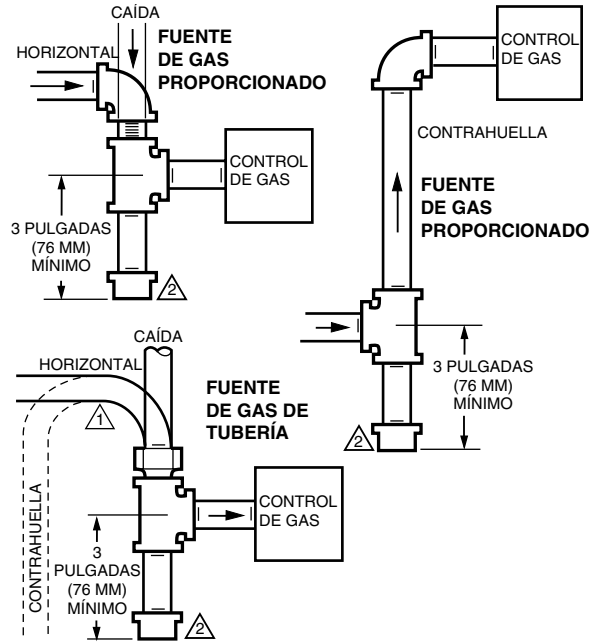 CAÍDA
FUENTE
DE GAS
PROPORCIONADO
HORIZONTAL
CONTROL
DE GAS
3 PULGADAS
(76 MM)
MÍNIMO
2
CONTROL
DE GAS
CONTRAHUELLA
FUENTE
DE GAS
PROPORCIONADO
3 PULGADAS
(76 MM)
MÍNIMO
2
CAÍDA
HORIZONTAL
FUENTE
DE GAS DE
TUBERÍA
1
CONTRAHUELLA
CONTROL
DE GAS
3
PULGADAS
(76 MM)
MÍNIMO
2